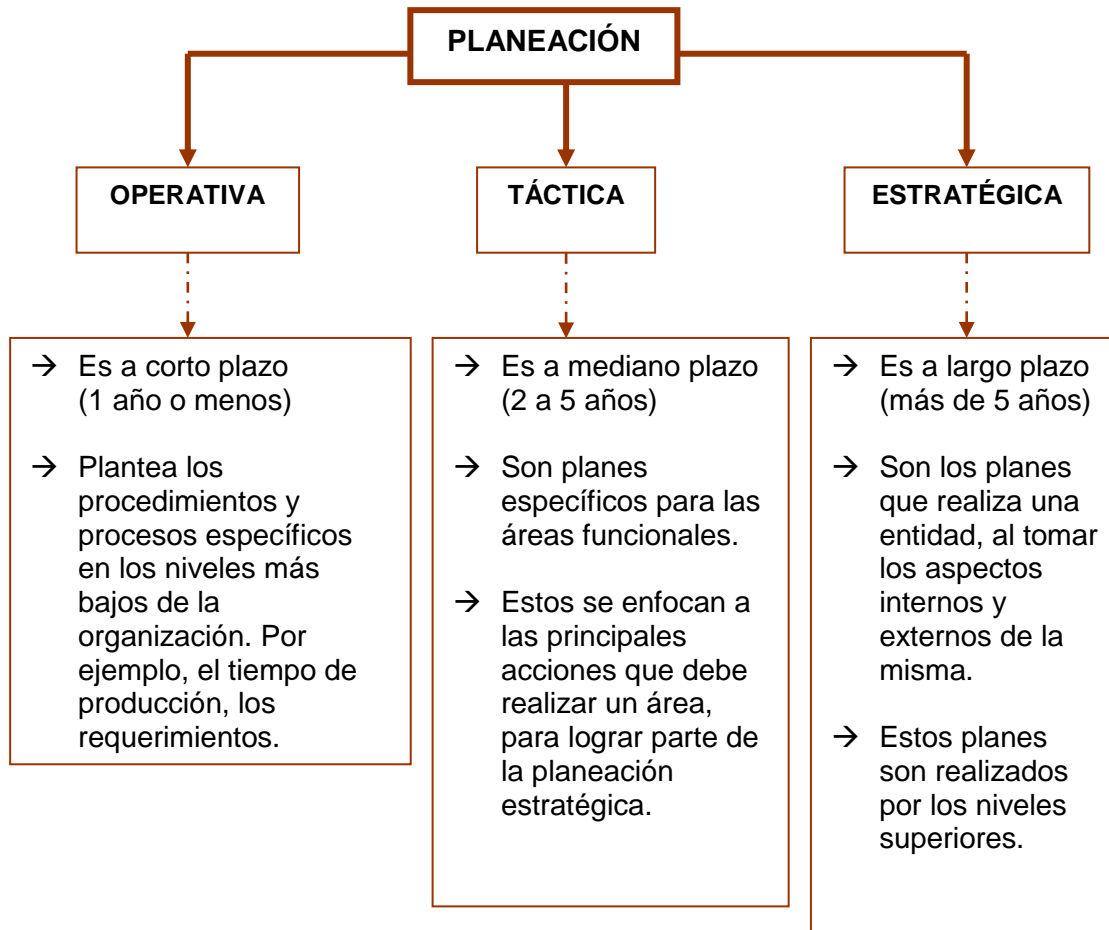 PLANEACIÓN
OPERATIVA
TÁCTICA
ESTRATÉGICA
→ Es a corto plazo
(1 año o menos)
→ Plantea los
procedimientos y
procesos específicos
en los niveles más
bajos de la
organización. Por
ejemplo, el tiempo de
producción, los
requerimientos.
→ Es a mediano plazo
(2 a 5 años)
→ Son planes
específicos para las
áreas funcionales.
→ Estos se enfocan a
las principales
acciones que debe
realizar un área,
para lograr parte de
la planeación
estratégica.
→ Es a largo plazo
(más de 5 años)
→ Son los planes
que realiza una
entidad, al tomar
los aspectos
internos y
externos de la
misma.
→ Estos planes
son realizados
por los niveles
superiores.